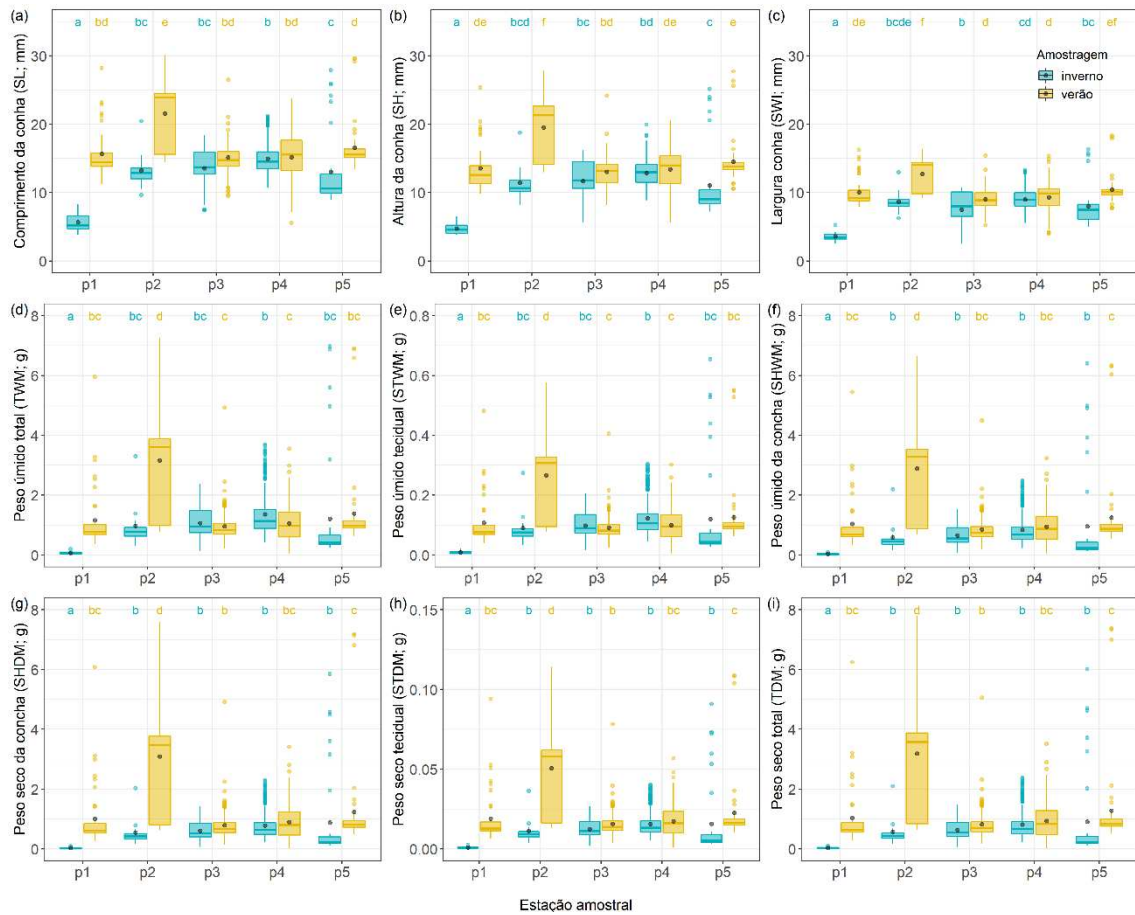 (a) a bd bc e bc bd b bd c d
Comprimento da conha (SL; mm)
30
20
10
0
p1 p2 p3 p4 p5
(b) a de bcd f bc de b de c e
Altura da conha (SH; mm)
30
20
10
0
p1 p2 p3 p4 p5
(c) a de bcde f b d cd d bc ef
Largura conha (SWI; mm)
30
20
10
0
Amostragem
inverno
verão
p1 p2 p3 p4 p5
(d) a bc bc d bc c b c bc bc
Peso úmido total (TWM; g)
8
6
4
2
0
p1 p2 p3 p4 p5
(e) a bc bc d bc c b c bc bc
Peso úmido tecidual (STWM; g)
0.8
0.6
0.4
0.2
0.0
p1 p2 p3 p4 p5
(f) a bc b d b bc b bc b c
Peso úmido da concha (SHWM; g)
8
6
4
2
0
p1 p2 p3 p4 p5
(g) a bc b d b b b bc b c
Peso seco da concha (SHDM; g)
8
6
4
2
0
p1 p2 p3 p4 p5
(h) a bc b d b b b bc b c
Peso seco tecidual (STDM; g)
0.15
0.10
0.05
0.00
p1 p2 p3 p4 p5
(i) a bc b d b b b bc b c
Peso seco total (TDM; g)
8
6
4
2
0
p1 p2 p3 p4 p5
Estação amostral